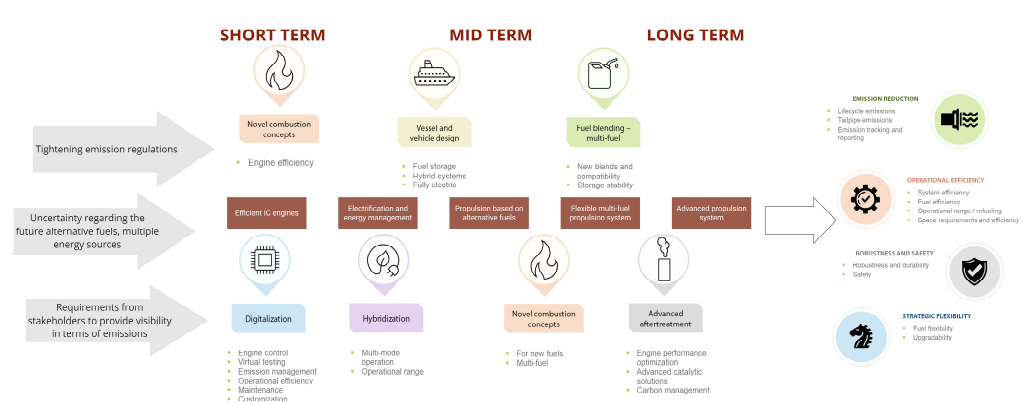 SHORT TERM
MID TERM
LONG TERM
Tightening emission regulations
Uncertainty regarding the
future alternative fuels, multiple
energy sources
Requirements from
stakeholders to provide visibility
in terms of emissions
Novel combustion
concepts
Engine efficiency
Vessel and
vehicle design
Fuel storage
Hybrid systems
Fully electric
Fuel blending –
multi-fuel
New blends and
compatibility
Storage stability
Efficient IC engines
Electrification and
energy management
Propulsion based on
alternative fuels
Flexible multi-fuel
propulsion system
Advanced propulsion
system
Digitalization
Engine control
Virtual testing
Emission management
Operational efficiency
Maintenance
Customization
Hybridization
Multi-mode
operation
Operational range
Novel combustion
concepts
For new fuels
Multi-fuel
Advanced
aftertreatment
Engine performance
optimization
Advanced catalytic
solutions
Carbon management
EMISSION REDUCTION
Lifecycle emissions
Tailpipe emissions
Emission tracking and
reporting
OPERATIONAL EFFICIENCY
System efficiency
Fuel efficiency
Operational range / refueling
Space requirements and efficiency
ROBUSTNESS AND SAFETY
Robustness and durability
Safety
STRATEGIC FLEXIBILITY
Fuel flexibility
Upgradability